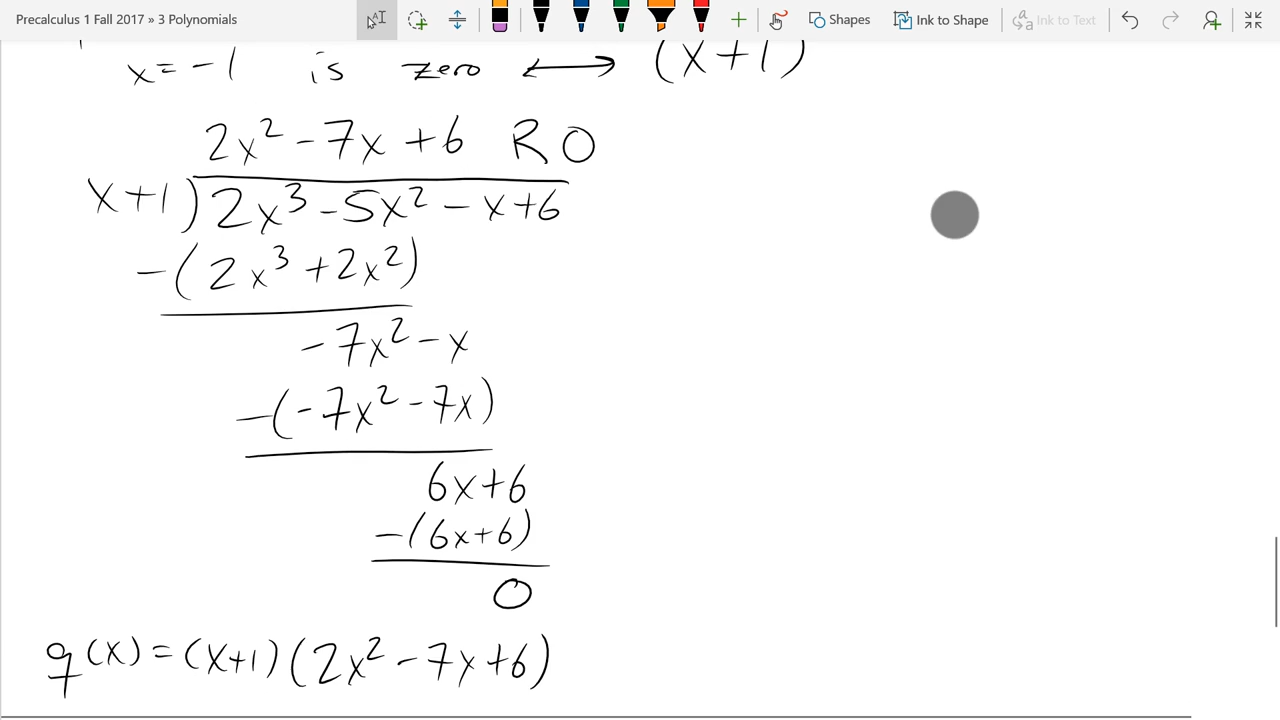 Precalculus 1 Fall 2017 » 3 Polynomials
Shapes
Ink to Shape
Ink to Text
x = -1 is zero ⟷ (x+1)
2x² - 7x + 6 R 0
x+1 ) 2x³ - 5x² - x + 6
-( 2x³ + 2x² )
-7x² - x
-( -7x² - 7x )
6x + 6
-( 6x + 6 )
0
q(x) = (x+1)(2x² - 7x + 6)